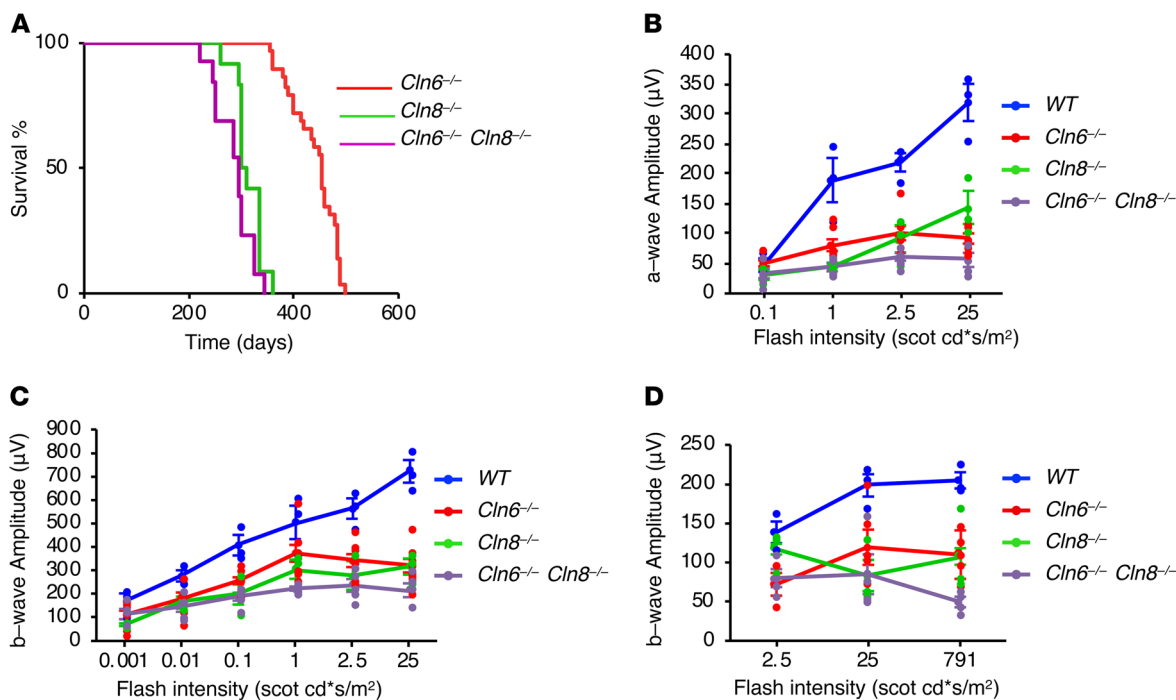 A
Survival %
100
50
0
0
200
400
600
Time (days)
Cln6–/–
Cln8–/–
Cln6–/– Cln8–/–
B
a–wave Amplitude (µV)
400
350
300
250
200
150
100
50
0
0.1
1
2.5
25
Flash intensity (scot cd*s/m²)
WT
Cln6–/–
Cln8–/–
Cln6–/– Cln8–/–
C
b–wave Amplitude (µV)
900
800
700
600
500
400
300
200
100
0
0.001
0.01
0.1
1
2.5
25
Flash intensity (scot cd*s/m²)
WT
Cln6–/–
Cln8–/–
Cln6–/– Cln8–/–
D
b–wave Amplitude (µV)
250
200
150
100
50
0
2.5
25
791
Flash intensity (scot cd*s/m²)
WT
Cln6–/–
Cln8–/–
Cln6–/– Cln8–/–